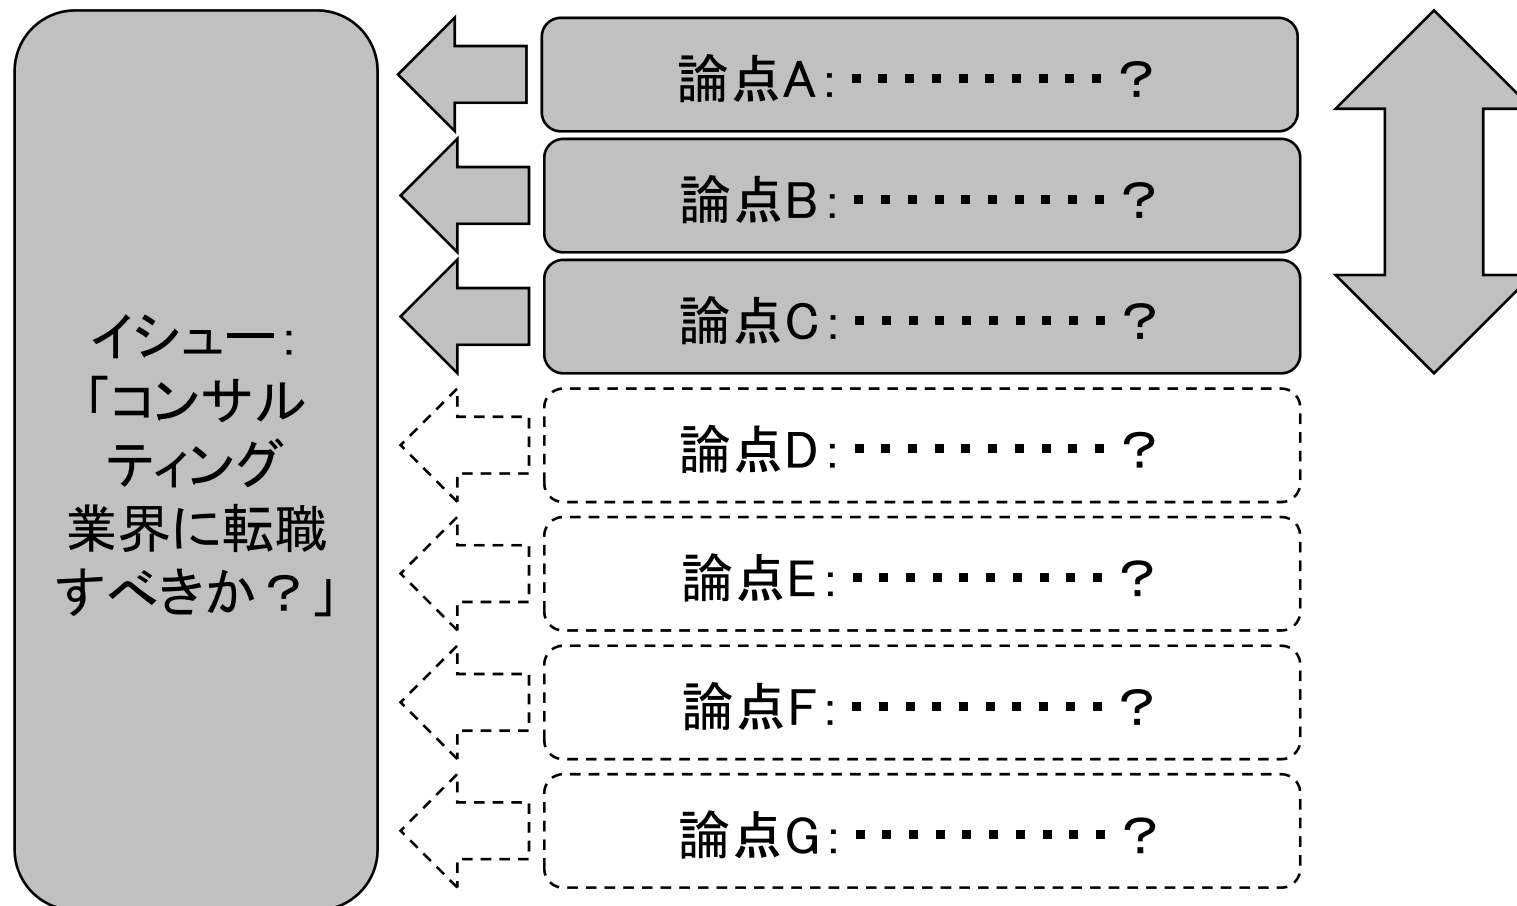 イシュー:
「コンサル
ティング
業界に転職
すべきか?」
論点A:・・・・・・・・・・?
論点B:・・・・・・・・・・?
論点C:・・・・・・・・・・?
論点D:・・・・・・・・・・?
論点E:・・・・・・・・・・?
論点F:・・・・・・・・・・?
論点G:・・・・・・・・・・?